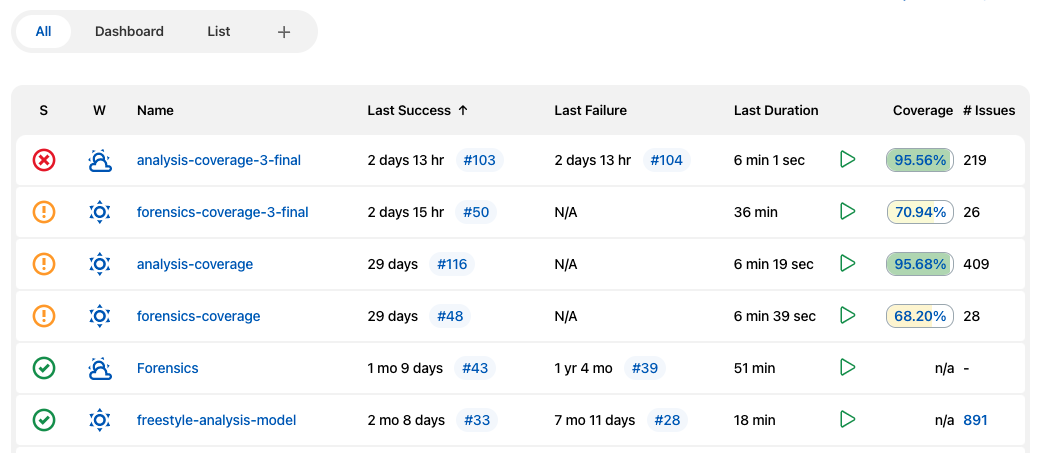 All Dashboard List +
S W Name Last Success ↑ Last Failure Last Duration Coverage # Issues
analysis-coverage-3-final 2 days 13 hr #103 2 days 13 hr #104 6 min 1 sec 95.56% 219
forensics-coverage-3-final 2 days 15 hr #50 N/A 36 min 70.94% 26
analysis-coverage 29 days #116 N/A 6 min 19 sec 95.68% 409
forensics-coverage 29 days #48 N/A 6 min 39 sec 68.20% 28
Forensics 1 mo 9 days #43 1 yr 4 mo #39 51 min n/a -
freestyle-analysis-model 2 mo 8 days #33 7 mo 11 days #28 18 min n/a 891